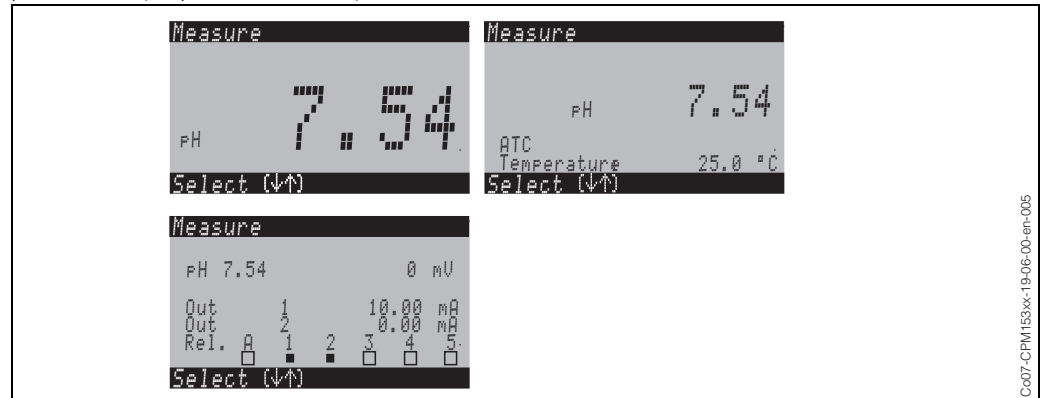 Measure
7.54
pH
Select (↓↑)
Measure
pH 7.54
ATC
Temperature 25.0 °C
Select (↓↑)
Measure
pH 7.54 0 mV
Out 1 10.00 mA
Out 2 0.00 mA
Rel. A 1 2 3 4 5
Select (↓↑)
C07-CPM153xx-19-06-00-en-005